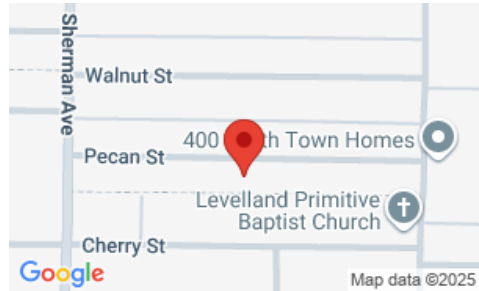 Sherman Ave
Walnut St
400
th Town Homes
Pecan St
Levelland Primitive
Baptist Church
Cherry St
Google
Map data ©2025